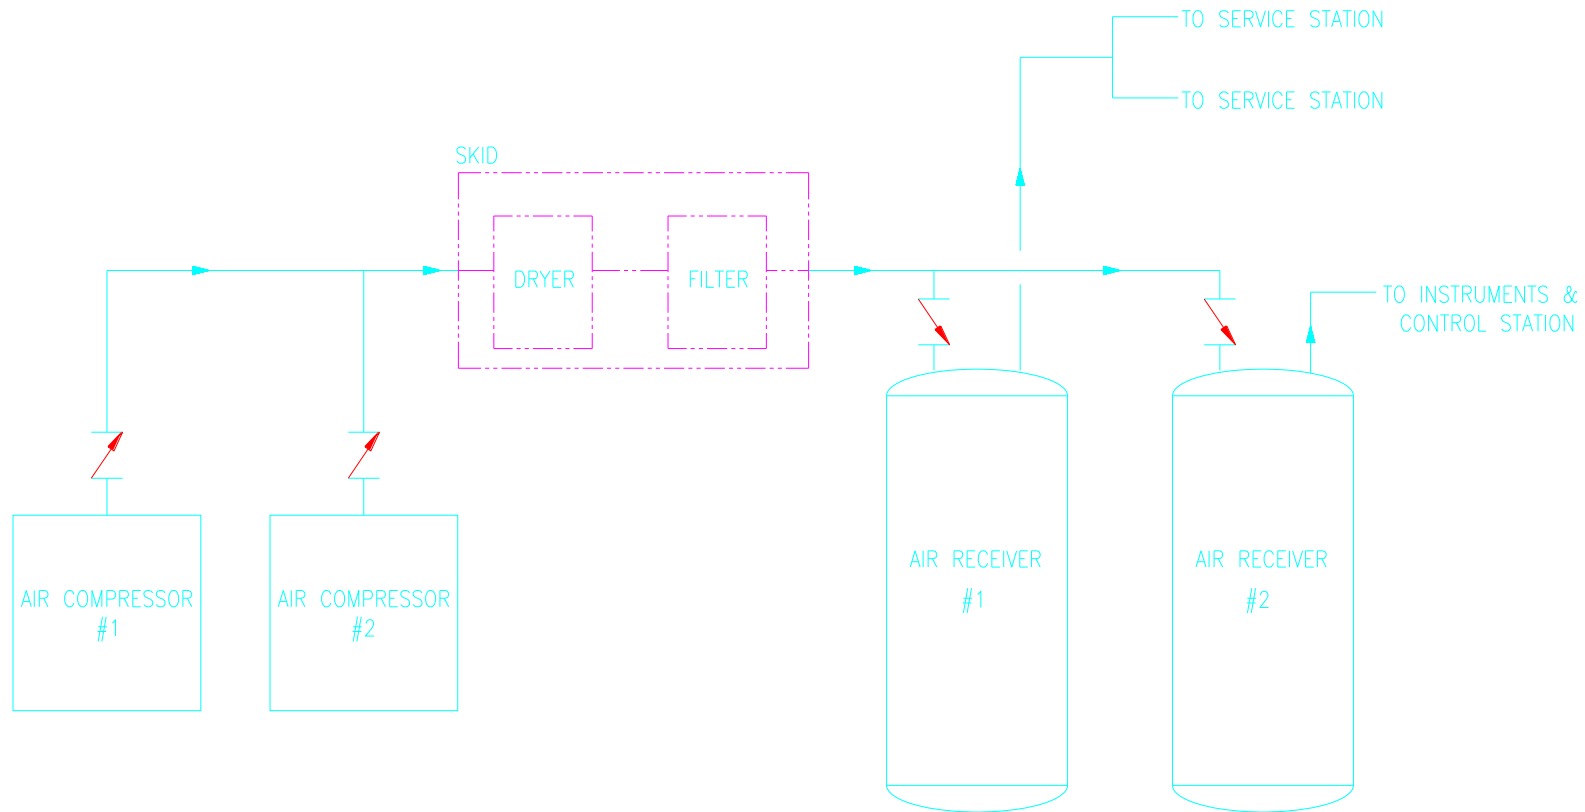 TO SERVICE STATION
TO SERVICE STATION
SKID
DRYER
FILTER
TO INSTRUMENTS &
CONTROL STATION
AIR COMPRESSOR
#1
AIR COMPRESSOR
#2
AIR RECEIVER
#1
AIR RECEIVER
#2